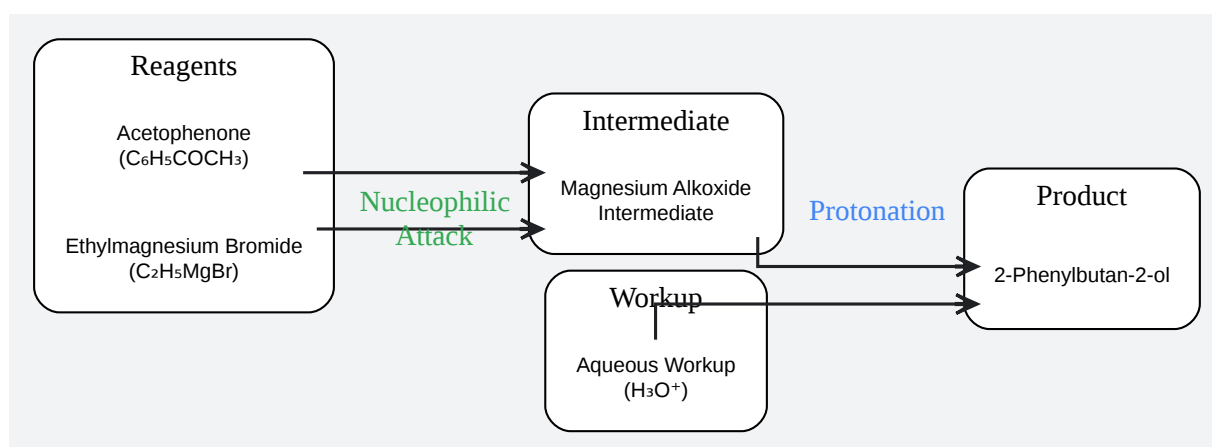 Reagents
Acetophenone
(C₆H₅COCH₃)
Ethylmagnesium Bromide
(C₂H₅MgBr)
Nucleophilic
Attack
Intermediate
Magnesium Alkoxide
Intermediate
Workup
Aqueous Workup
(H₃O⁺)
Protonation
Product
2-Phenylbutan-2-ol